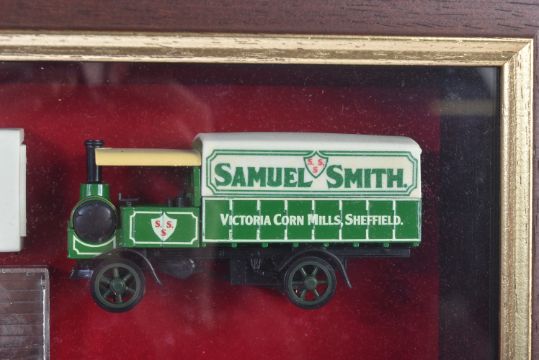 S.S.
S
SAMUEL SMITH.
VICTORIA CORN MILLS, SHEFFIELD.
S.S.
S